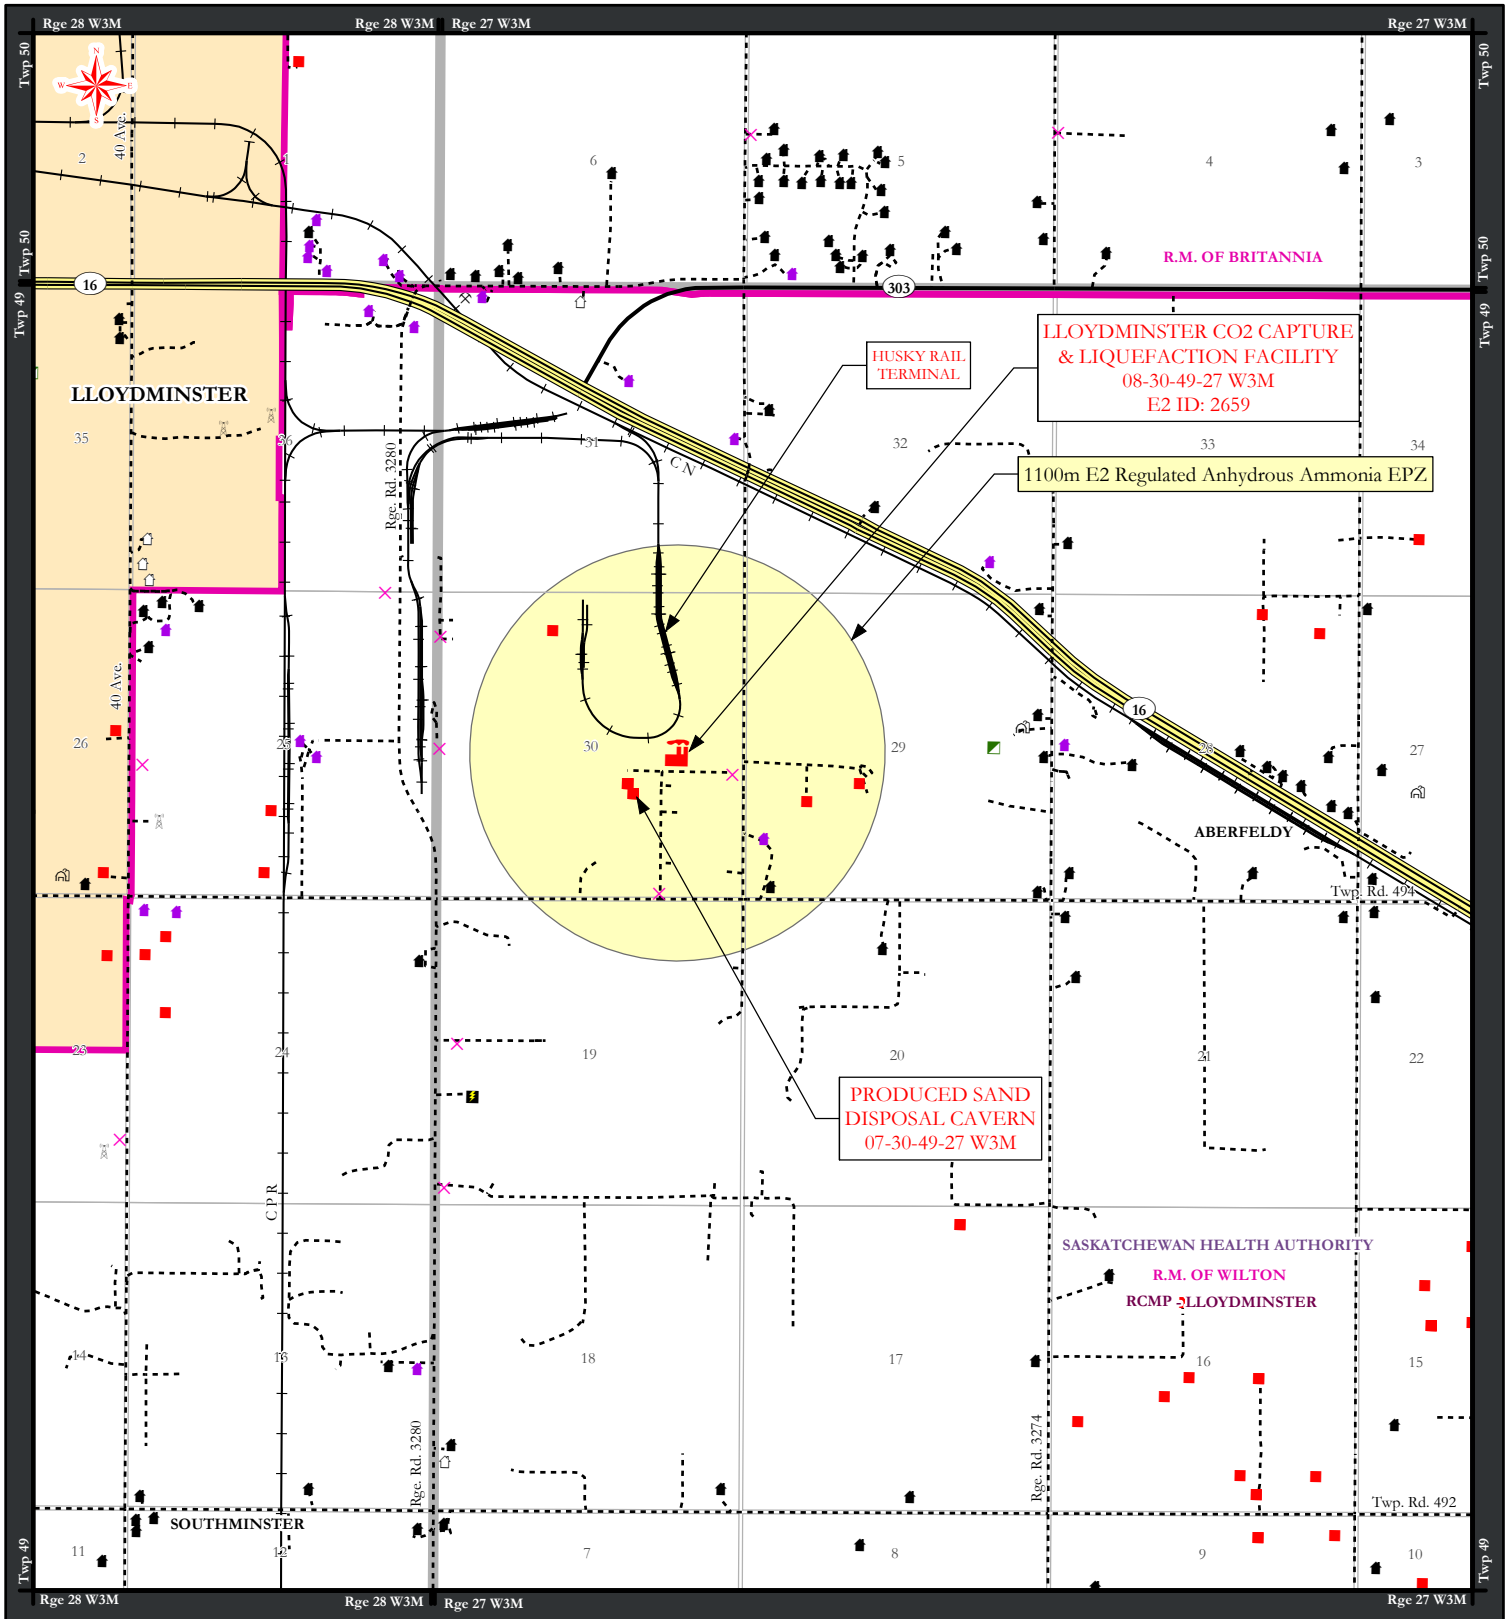 Rge 28 W3M
Rge 28 W3M
Rge 27 W3M
Rge 27 W3M
Twp 50
Twp 50
N
W
E
S
40 Ave.
2
1
6
5
4
3
R.M. OF BRITANNIA
Twp 50
Twp 50
16
303
Twp 49
Twp 49
LLOYDMINSTER CO2 CAPTURE
& LIQUEFACTION FACILITY
08-30-49-27 W3M
E2 ID: 2659
HUSKY RAIL
TERMINAL
LLOYDMINSTER
35
36
31
32
33
34
CN
Rge. Rd. 3280
1100m E2 Regulated Anhydrous Ammonia EPZ
40 Ave.
16
26
25
30
29
28
27
ABERFELDY
Twp. Rd. 494
23
24
19
20
21
22
PRODUCED SAND
DISPOSAL CAVERN
07-30-49-27 W3M
CPR
SASKATCHEWAN HEALTH AUTHORITY
R.M. OF WILTON
RCMP - LLOYDMINSTER
14
13
18
17
16
15
Rge. Rd. 3280
Rge. Rd. 3274
Twp. Rd. 492
SOUTHMINSTER
11
12
7
8
9
10
Twp 49
Twp 49
Rge 28 W3M
Rge 28 W3M
Rge 27 W3M
Rge 27 W3M